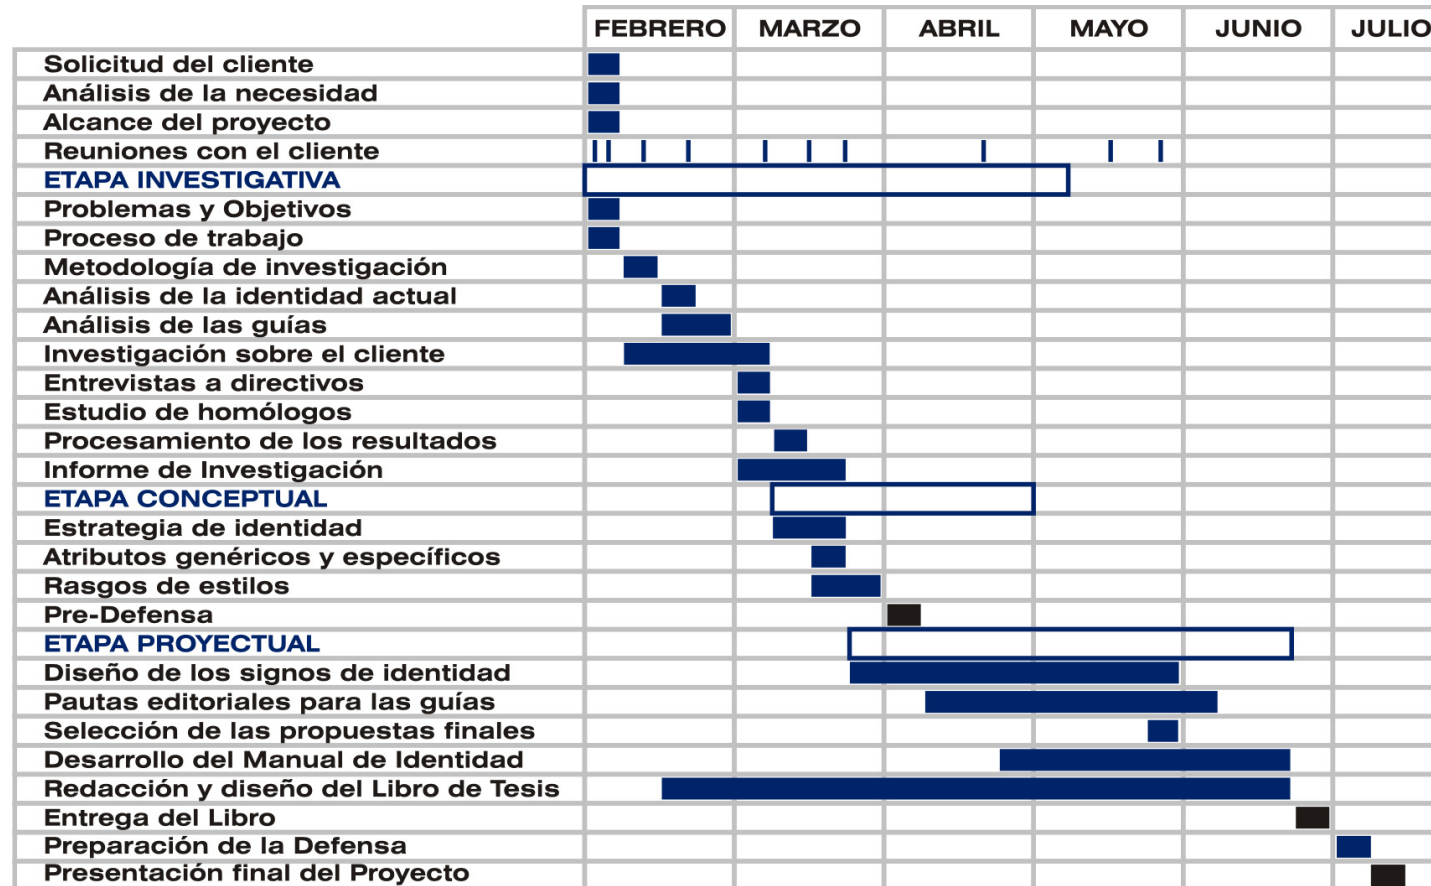 FEBRERO MARZO ABRIL MAYO JUNIO JULIO
Solicitud del cliente
Análisis de la necesidad
Alcance del proyecto
Reuniones con el cliente
ETAPA INVESTIGATIVA
Problemas y Objetivos
Proceso de trabajo
Metodología de investigación
Análisis de la identidad actual
Análisis de las guías
Investigación sobre el cliente
Entrevistas a directivos
Estudio de homólogos
Procesamiento de los resultados
Informe de Investigación
ETAPA CONCEPTUAL
Estrategia de identidad
Atributos genéricos y específicos
Rasgos de estilos
Pre-Defensa
ETAPA PROYECTUAL
Diseño de los signos de identidad
Pautas editoriales para las guías
Selección de las propuestas finales
Desarrollo del Manual de Identidad
Redacción y diseño del Libro de Tesis
Entrega del Libro
Preparación de la Defensa
Presentación final del Proyecto